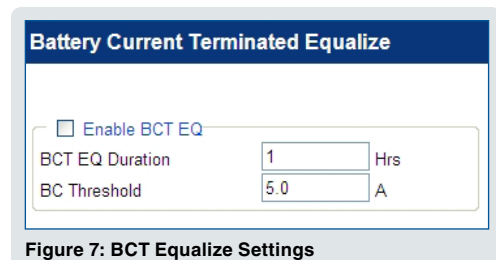 Battery Current Terminated Equalize
Enable BCT EQ
BCT EQ Duration 1 Hrs
BC Threshold 5.0 A
Figure 7: BCT Equalize Settings